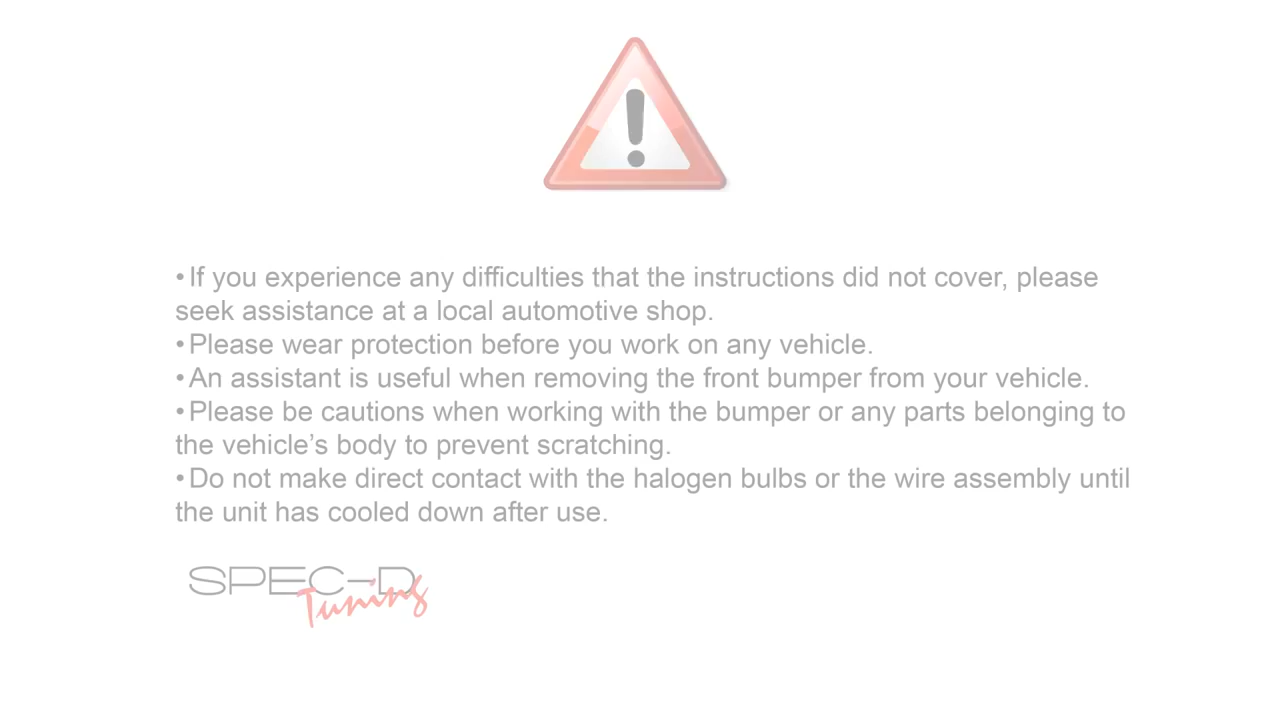 •If you experience any difficulties that the instructions did not cover, please
seek assistance at a local automotive shop.
•Please wear protection before you work on any vehicle.
•An assistant is useful when removing the front bumper from your vehicle.
•Please be cautions when working with the bumper or any parts belonging to
the vehicle’s body to prevent scratching.
•Do not make direct contact with the halogen bulbs or the wire assembly until
the unit has cooled down after use.
SPEC-D
Tuning